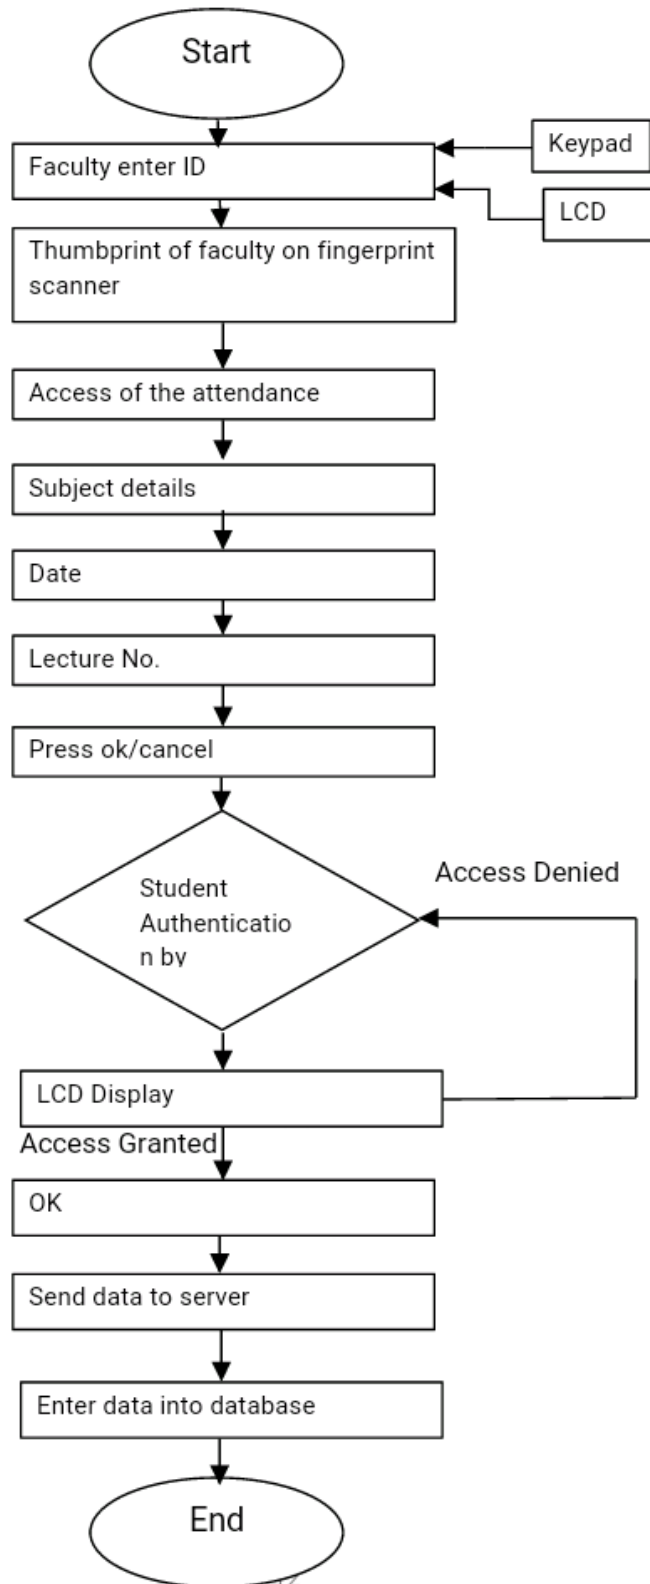 Start
Faculty enter ID
Keypad
LCD
Thumbprint of faculty on fingerprint
scanner
Access of the attendance
Subject details
Date
Lecture No.
Press ok/cancel
Student
Authenticatio
n by
Access Denied
LCD Display
Access Granted
OK
Send data to server
Enter data into database
End